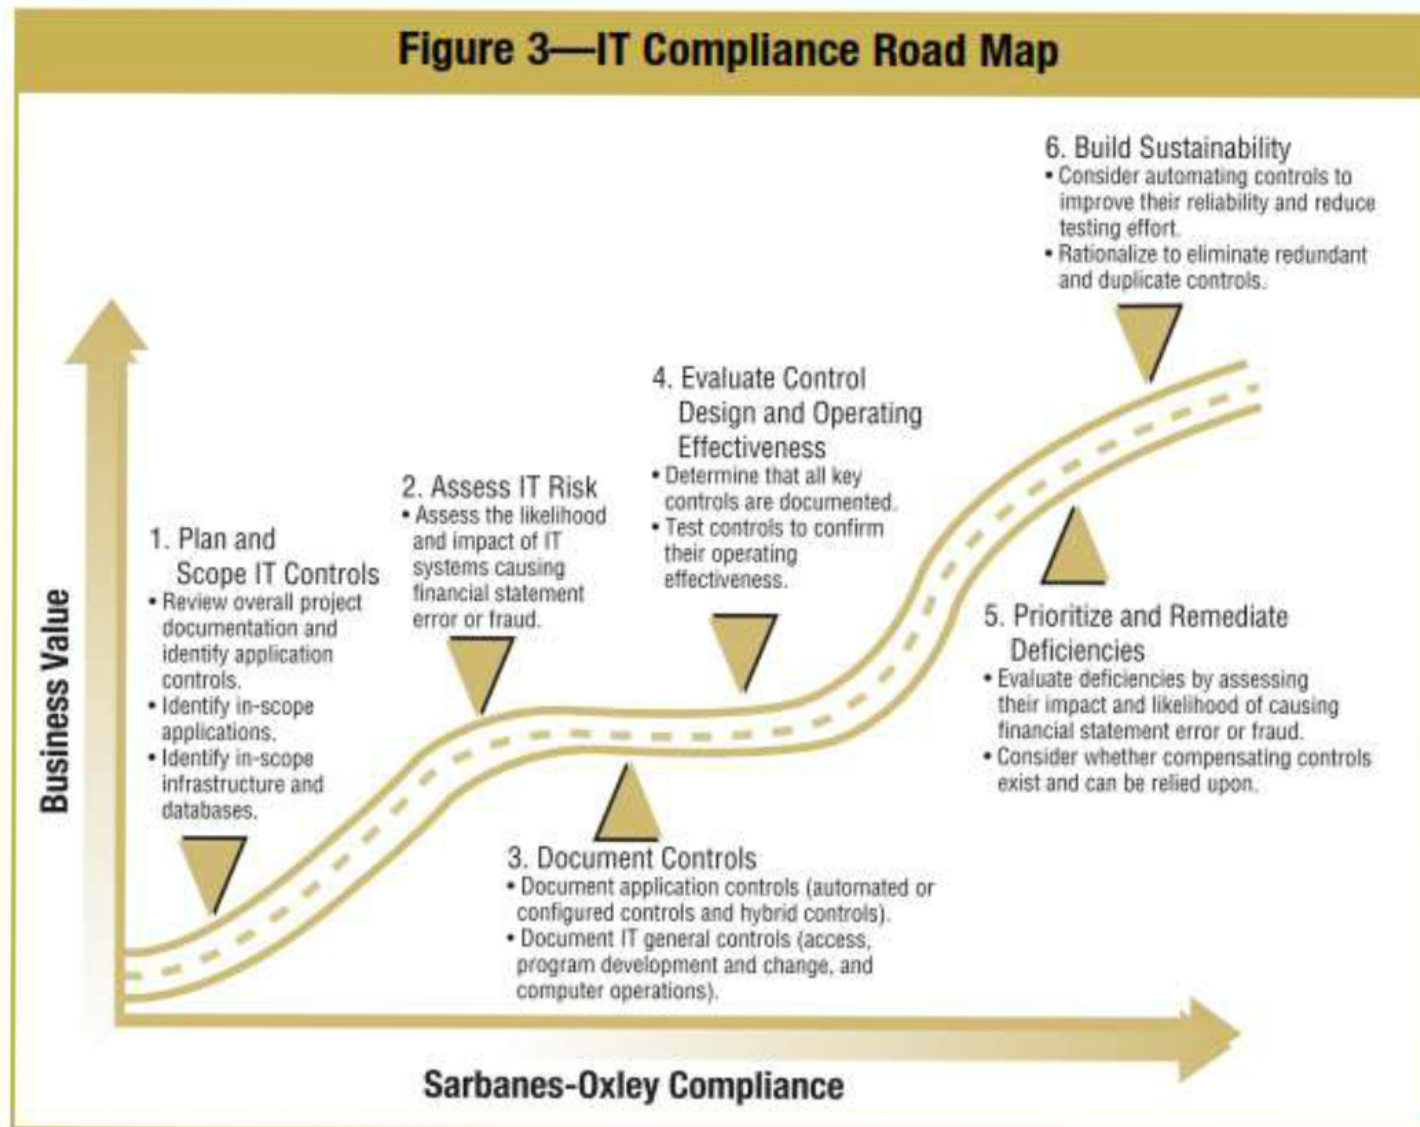 Figure 3—IT Compliance Road Map
6. Build Sustainability
• Consider automating controls to
improve their reliability and reduce
testing effort.
• Rationalize to eliminate redundant
and duplicate controls.
4. Evaluate Control
Design and Operating
Effectiveness
• Determine that all key
controls are documented.
• Test controls to confirm
their operating
effectiveness.
2. Assess IT Risk
• Assess the likelihood
and impact of IT
systems causing
financial statement
error or fraud.
1. Plan and
Scope IT Controls
• Review overall project
documentation and
identify application
controls.
• Identify in-scope
applications.
• Identify in-scope
infrastructure and
databases.
5. Prioritize and Remediate
Deficiencies
• Evaluate deficiencies by assessing
their impact and likelihood of causing
financial statement error or fraud.
• Consider whether compensating controls
exist and can be relied upon.
3. Document Controls
• Document application controls (automated or
configured controls and hybrid controls).
• Document IT general controls (access,
program development and change, and
computer operations).
Business Value
Sarbanes-Oxley Compliance